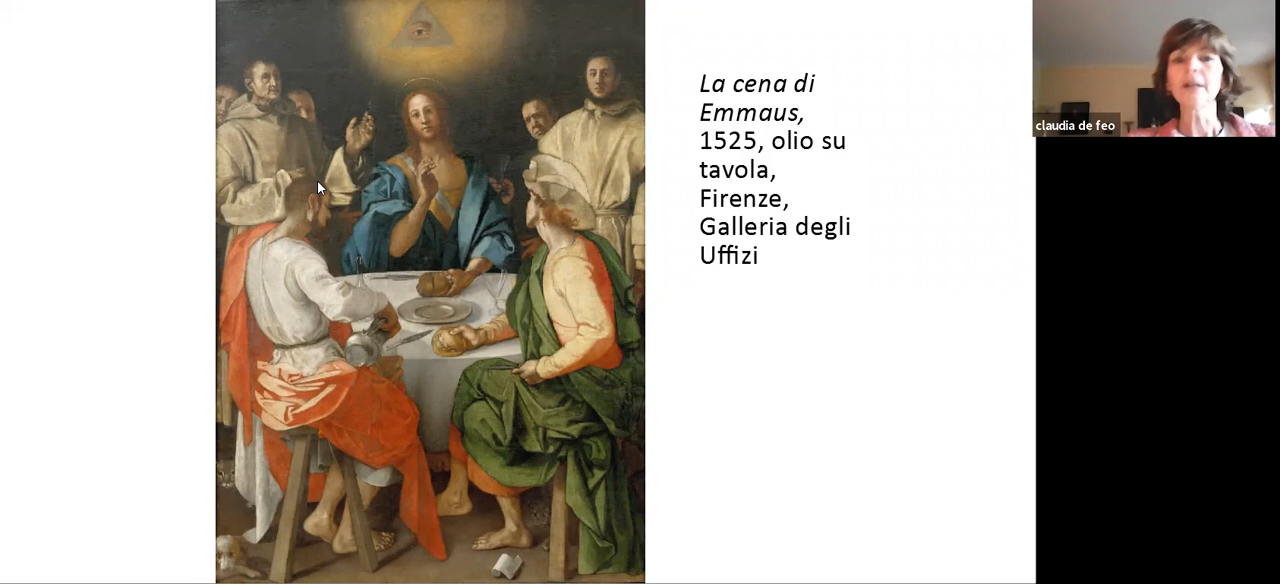 La cena di
Emmaus,
1525, olio su
tavola,
Firenze,
Galleria degli
Uffizi
claudia de feo